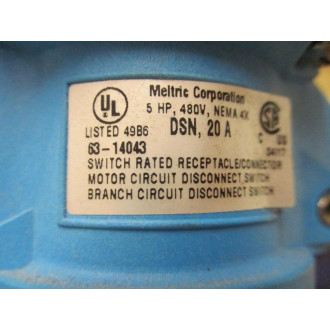 Meltric Corporation
5 HP, 480V, NEMA 4X
UL
LISTED 49B6
DSN, 20 A
63-14043
SWITCH RATED RECEPTACLE/CONNECTOR
MOTOR CIRCUIT DISCONNECT SWITCH
BRANCH CIRCUIT DISCONNECT SWITCH